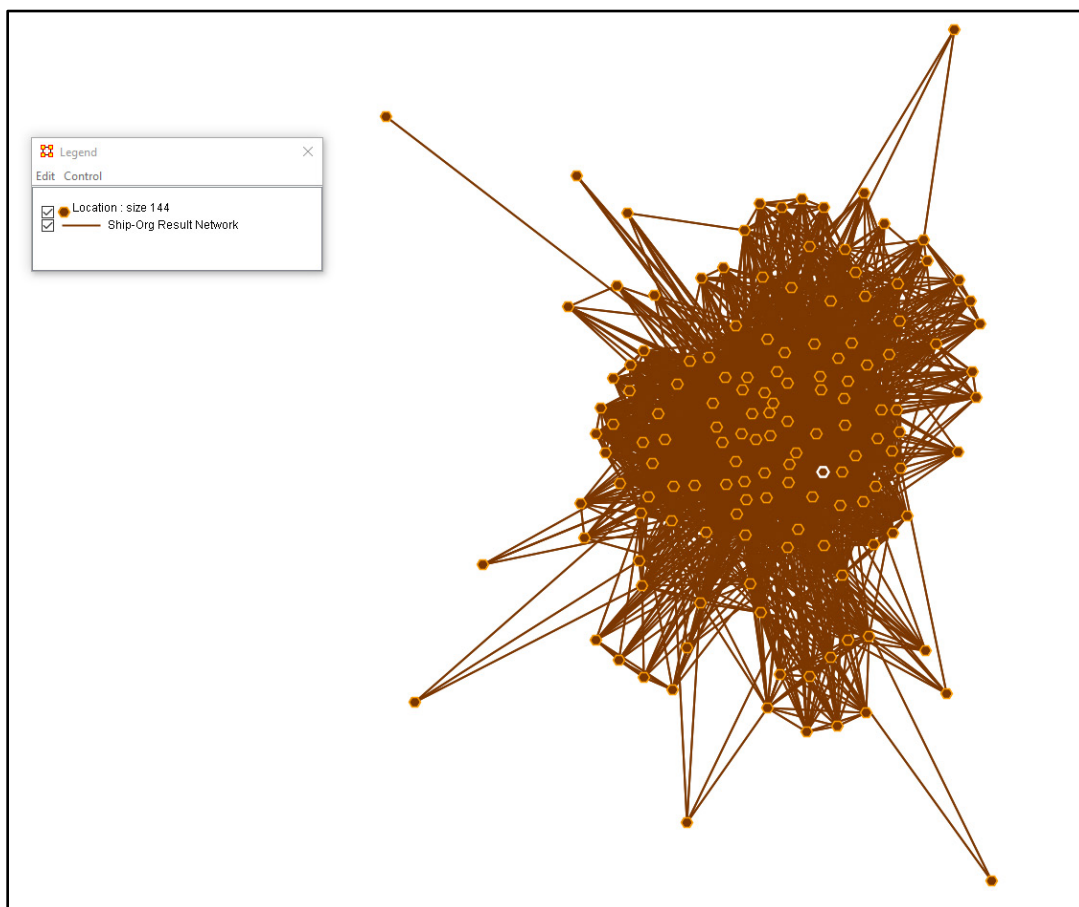 Legend
Edit Control
Location : size 144
Ship-Org Result Network